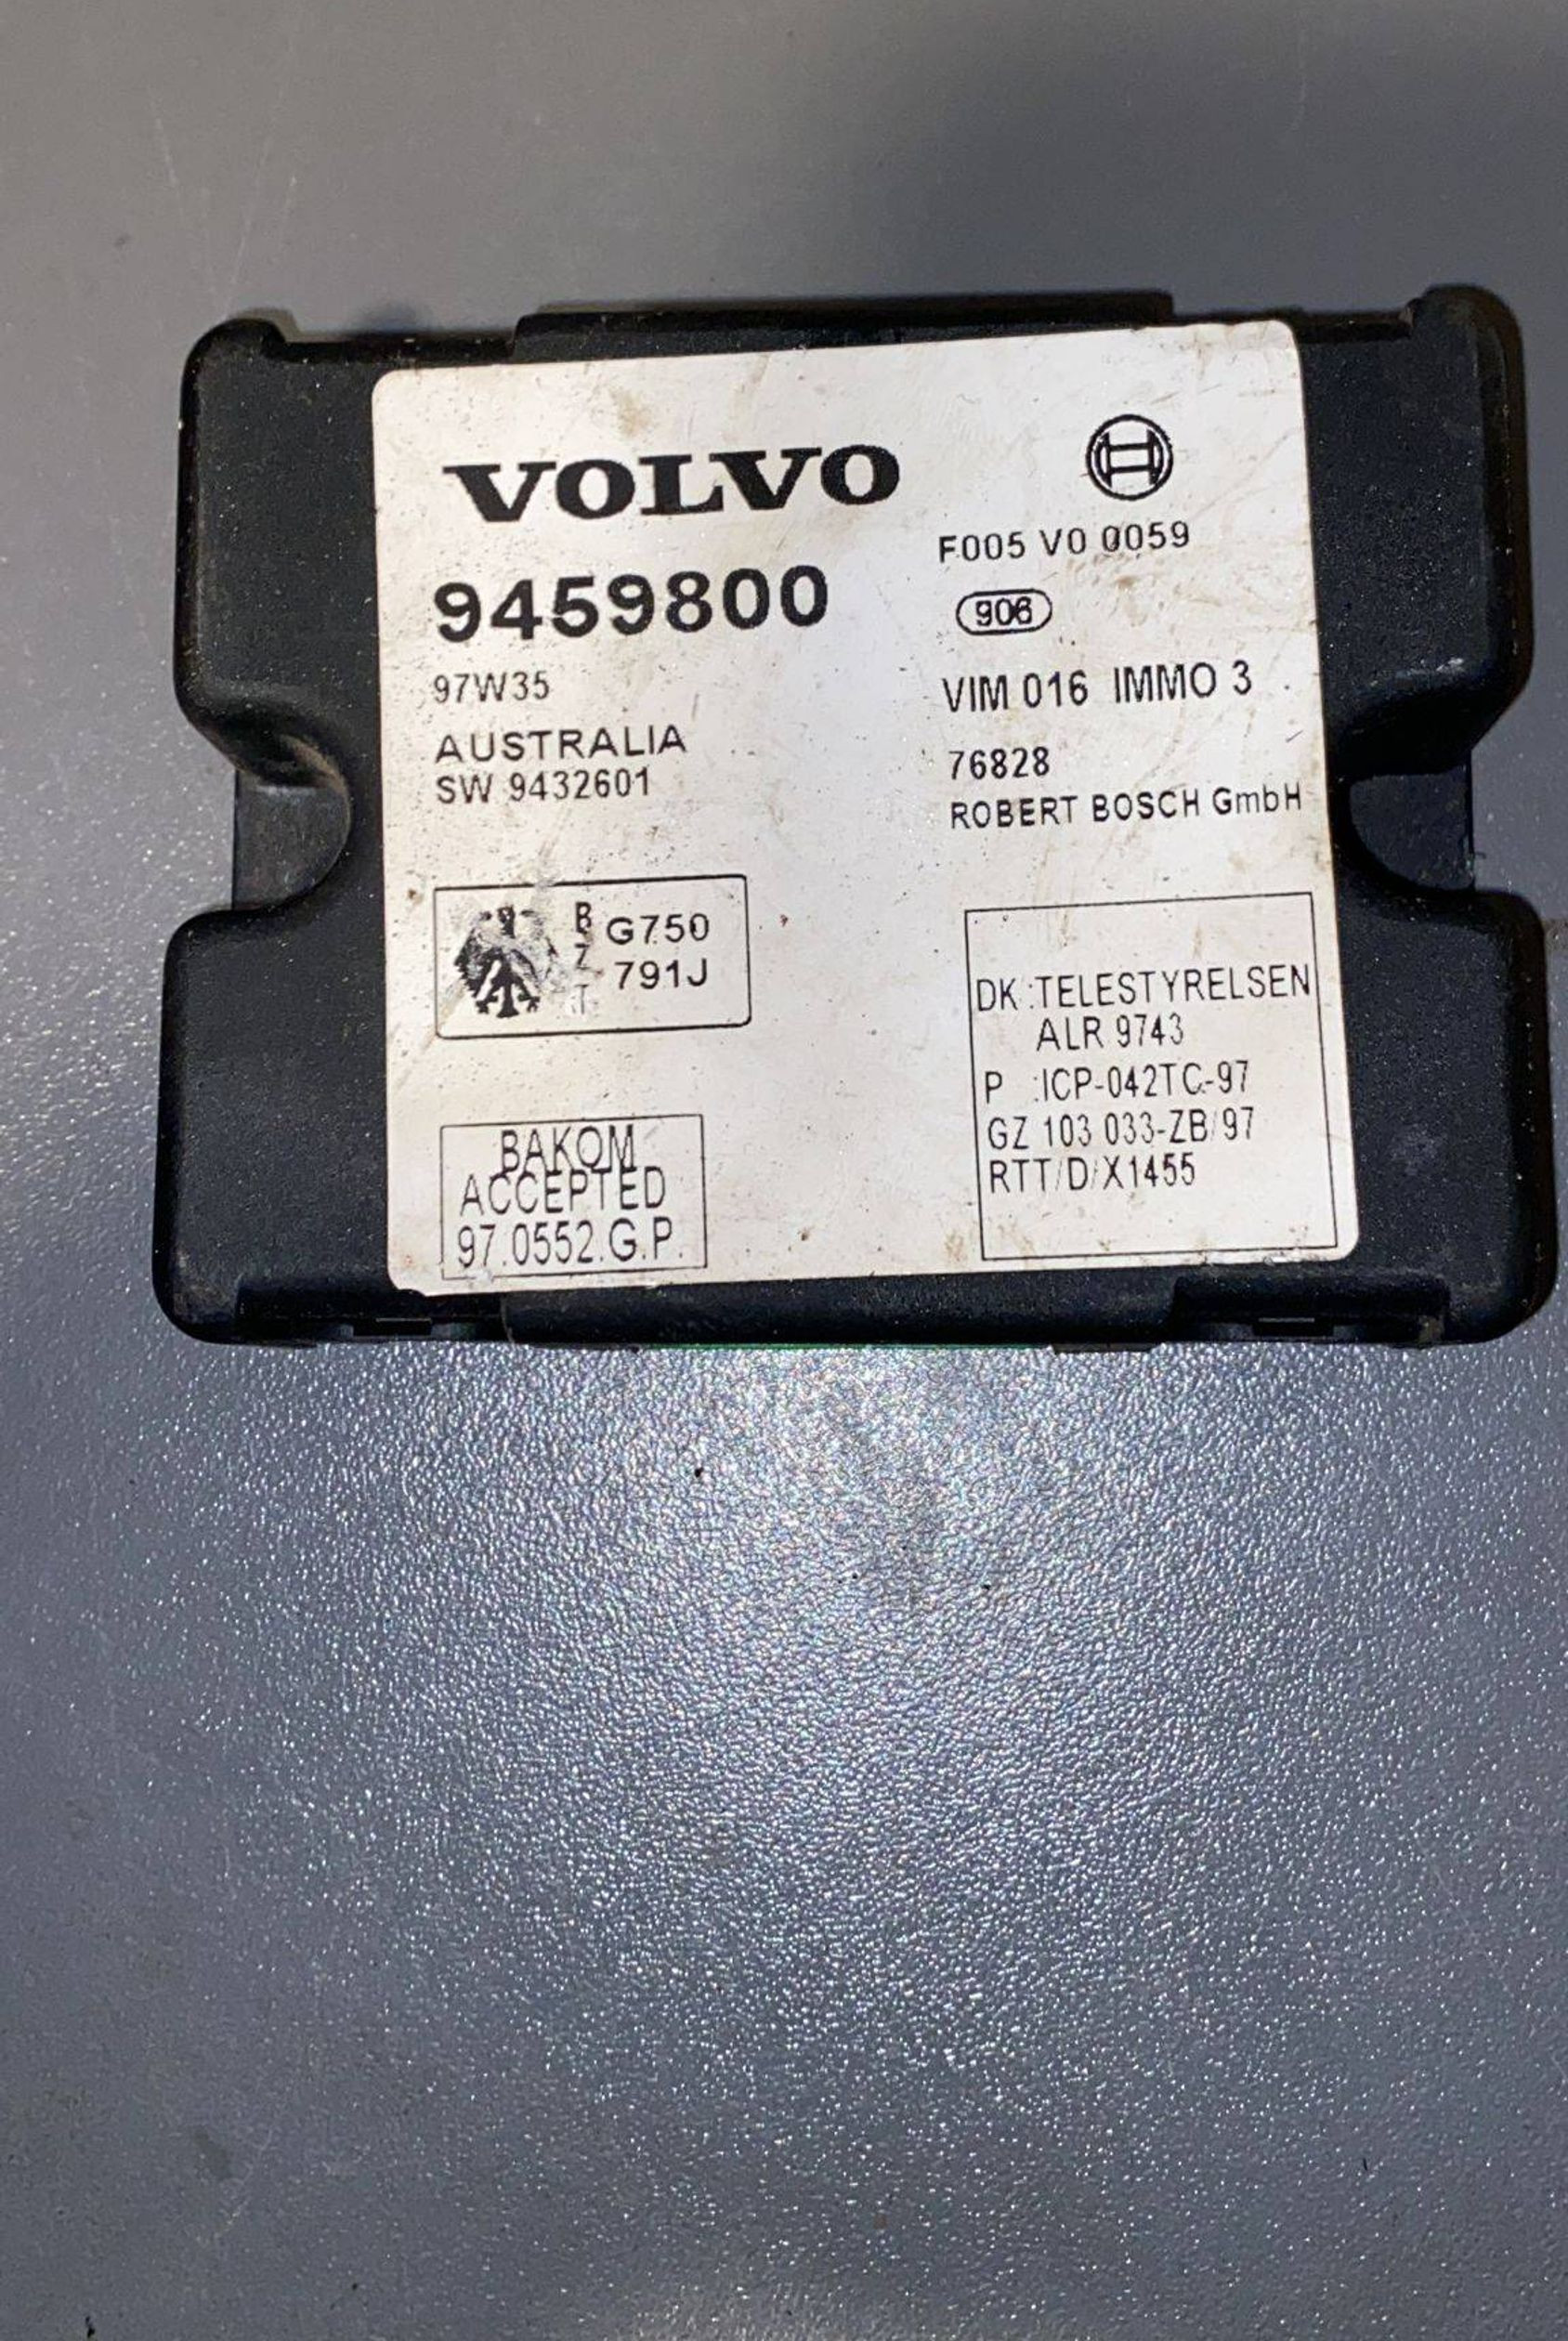 VOLVO
9459800
97W35
AUSTRALIA
SW 9432601
F005 V0 0059
906
VIM 016 IMMO 3
76828
ROBERT BOSCH GmbH
BZT
G750
791J
BAKOM
ACCEPTED
97.0552.G.P.
DK :TELESTYRELSEN
ALR 9743
P :ICP-042TC-97
GZ 103 033-ZB/97
RTT/D/X1455